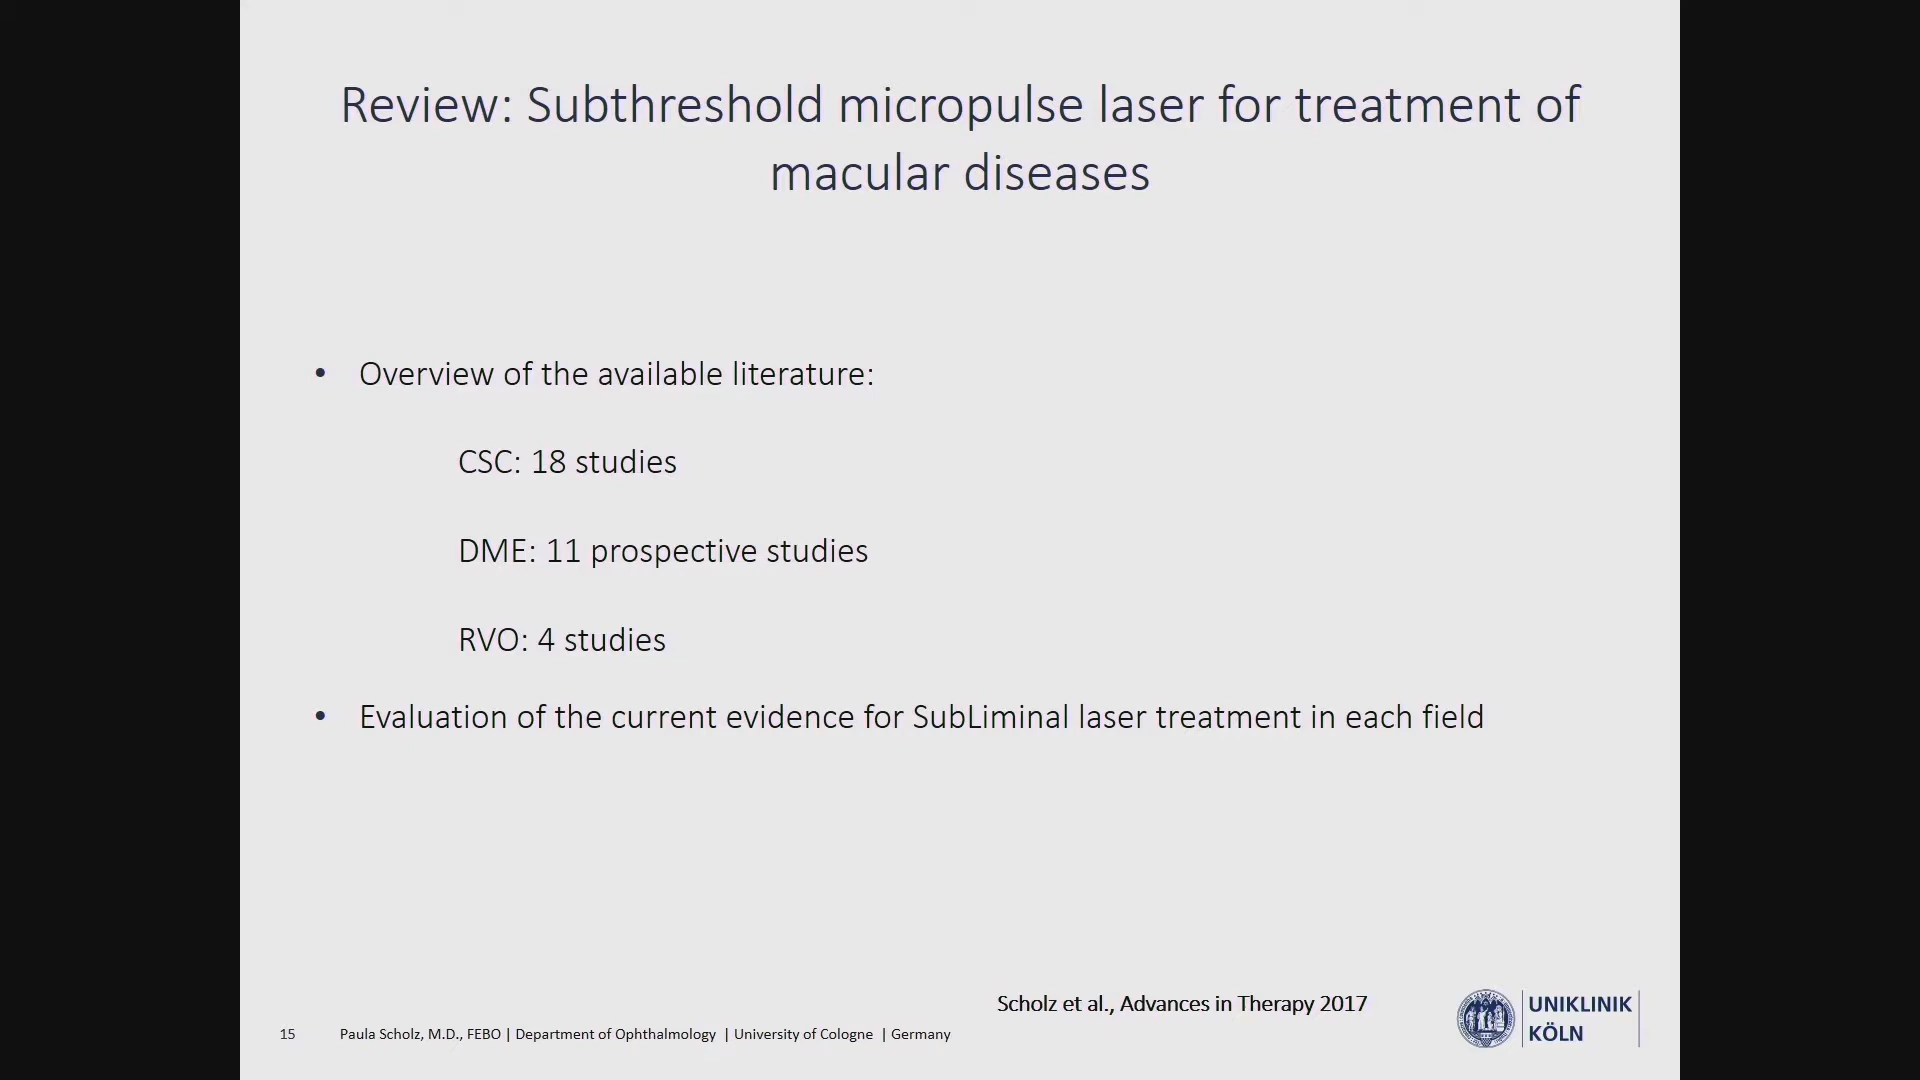 Review: Subthreshold micropulse laser for treatment of
macular diseases
• Overview of the available literature:
CSC: 18 studies
DME: 11 prospective studies
RVO: 4 studies
• Evaluation of the current evidence for SubLiminal laser treatment in each field
Scholz et al., Advances in Therapy 2017
UNIKLINIK
KÖLN
15 Paula Scholz, M.D., FEBO | Department of Ophthalmology | University of Cologne | Germany